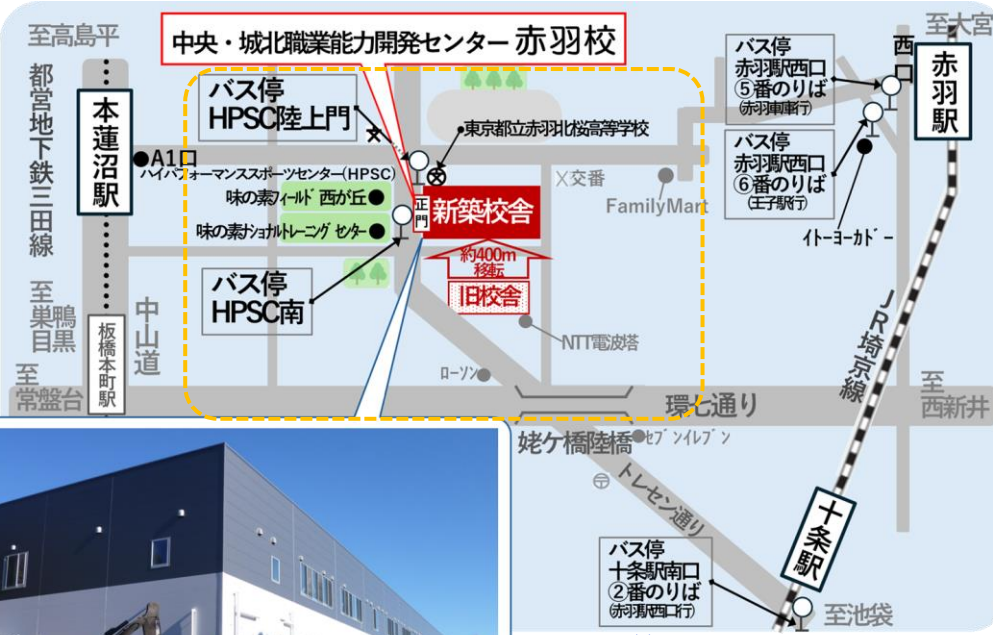 至高島平
都営地下鉄三田線
本蓮沼駅
中央・城北職業能力開発センター 赤羽校
バス停
HPSC陸上門
A1口
ハイパフォーマンススポーツセンター(HPSC)
味の素フィールド 西が丘
味の素ナショナルトレーニング センター
正門
新築校舎
約400m
移転
旧校舎
東京都立赤羽北桜高等学校
X交番
FamilyMart
バス停
赤羽駅西口
⑤番のりば
(赤羽車庫行)
バス停
赤羽駅西口
⑥番のりば
(王子駅行)
西口
至大宮
赤羽駅
イトーヨーカドー
バス停
HPSC南
至
巣鴨
目黒
中山道
板橋本町駅
至
常盤台
NTT電波塔
ローソン
環七通り
JR埼京線
至
西新井
姥ケ橋陸橋
セブンイレブン
トレセン通り
バス停
十条駅南口
②番のりば
(赤羽駅西口行)
十条駅
至池袋